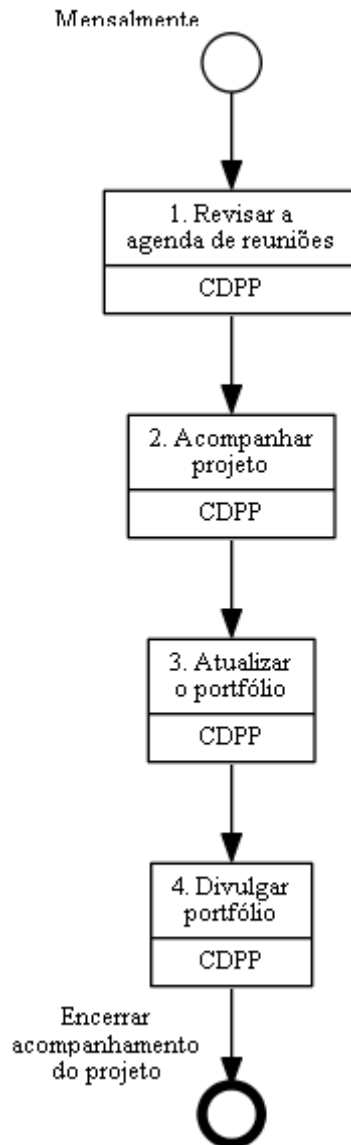 Mensalmente
1. Revisar a
agenda de reuniões
CDPP
2. Acompanhar
projeto
CDPP
3. Atualizar
o portfólio
CDPP
4. Divulgar
portfólio
CDPP
Encerrar
acompanhamento
do projeto